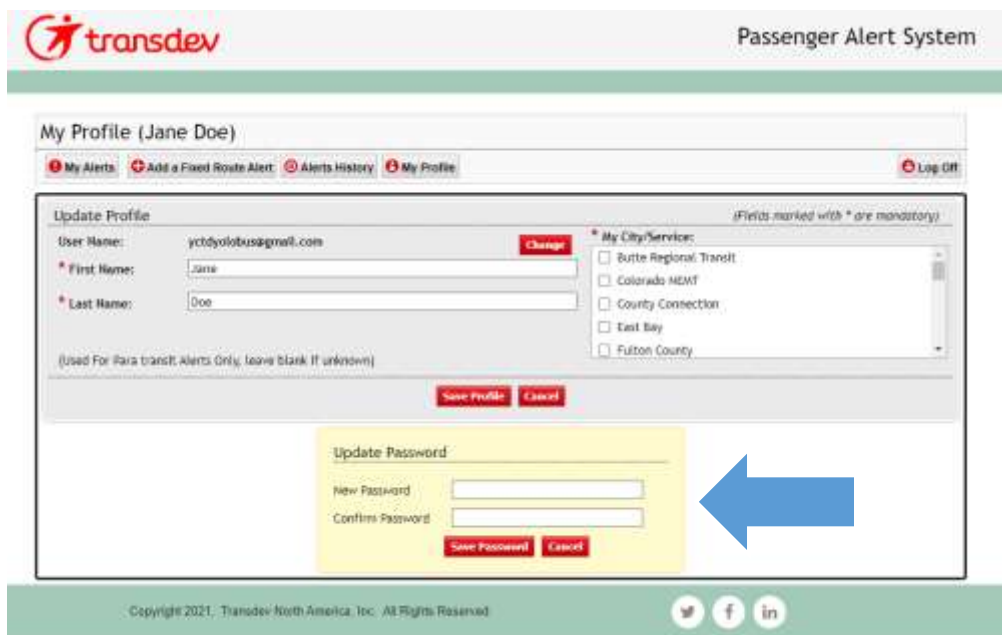 transdev
Passenger Alert System
My Profile (Jane Doe)
My Alerts Add a Fixed Route Alert Alerts History My Profile Log Off
Update Profile (Fields marked with * are mandatory)
User Name: yctdyolobus@gmail.com Change
* First Name: Jane
* Last Name: Doe
(Used For Para transit Alerts Only, leave blank if unknown)
* My City/Service:
Butte Regional Transit
Colorado NEMT
County Connection
East Bay
Fulton County
Save Profile Cancel
Update Password
New Password
Confirm Password
Save Password Cancel
Copyright 2021, Transdev North America, Inc. All Rights Reserved
f in